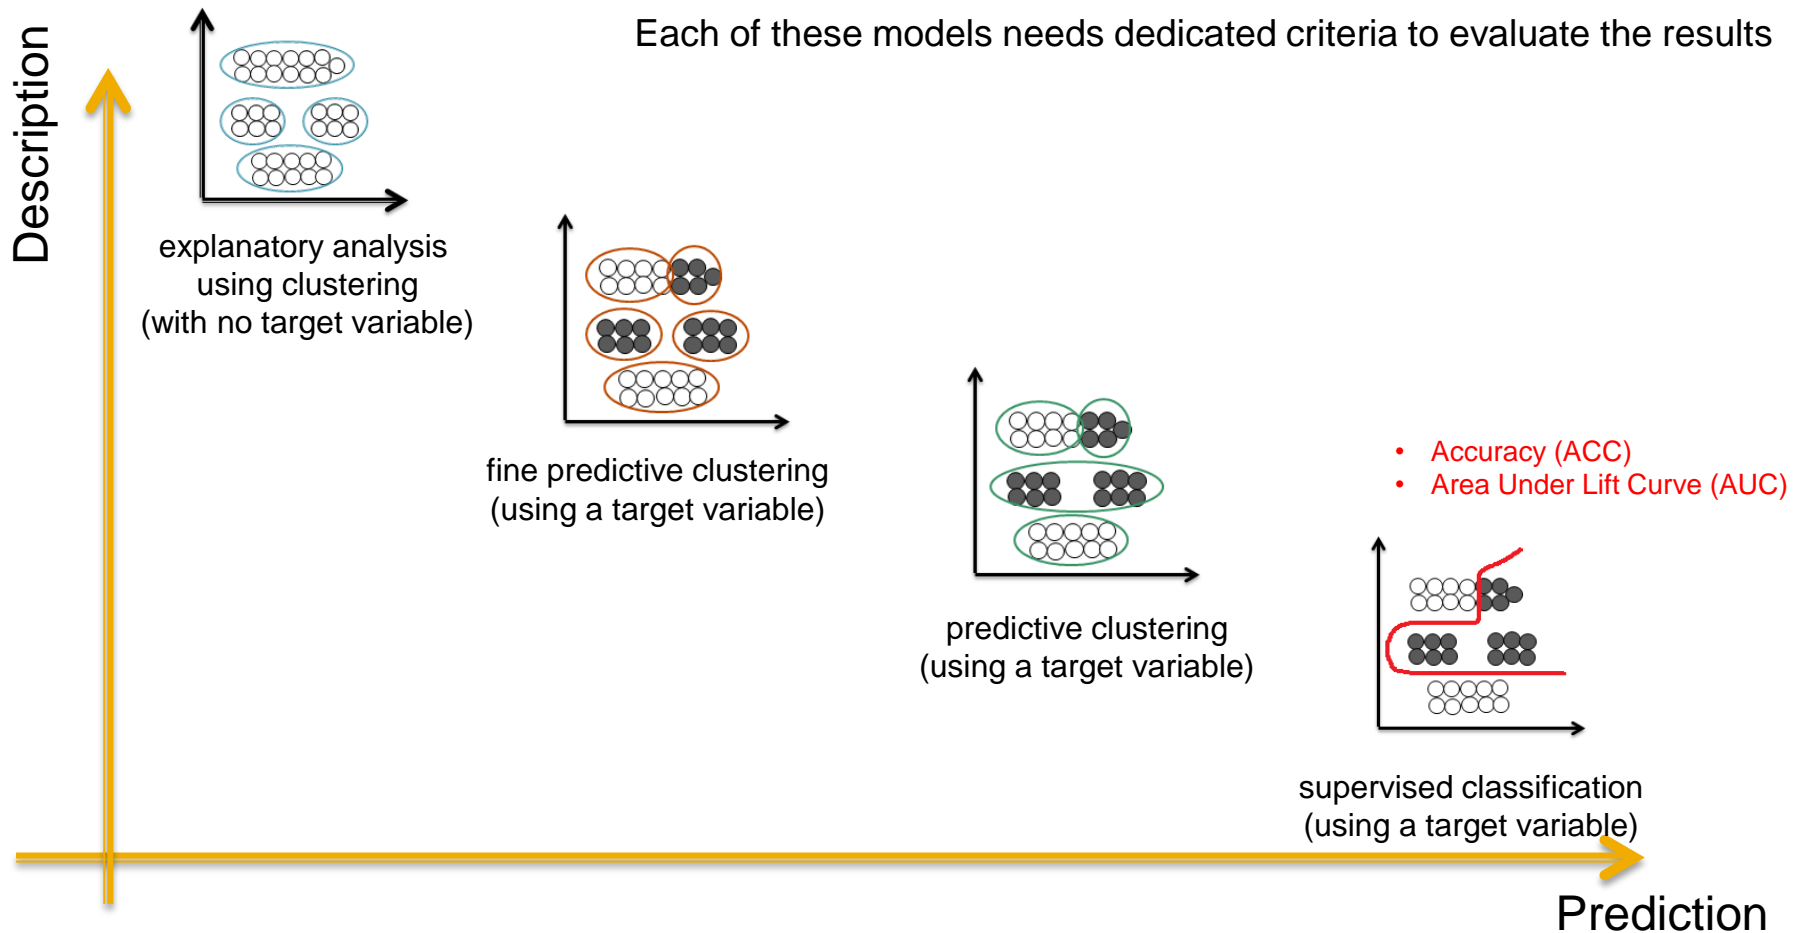 Each of these models needs dedicated criteria to evaluate the results
Description
explanatory analysis
using clustering
(with no target variable)
fine predictive clustering
(using a target variable)
predictive clustering
(using a target variable)
• Accuracy (ACC)
• Area Under Lift Curve (AUC)
supervised classification
(using a target variable)
Prediction